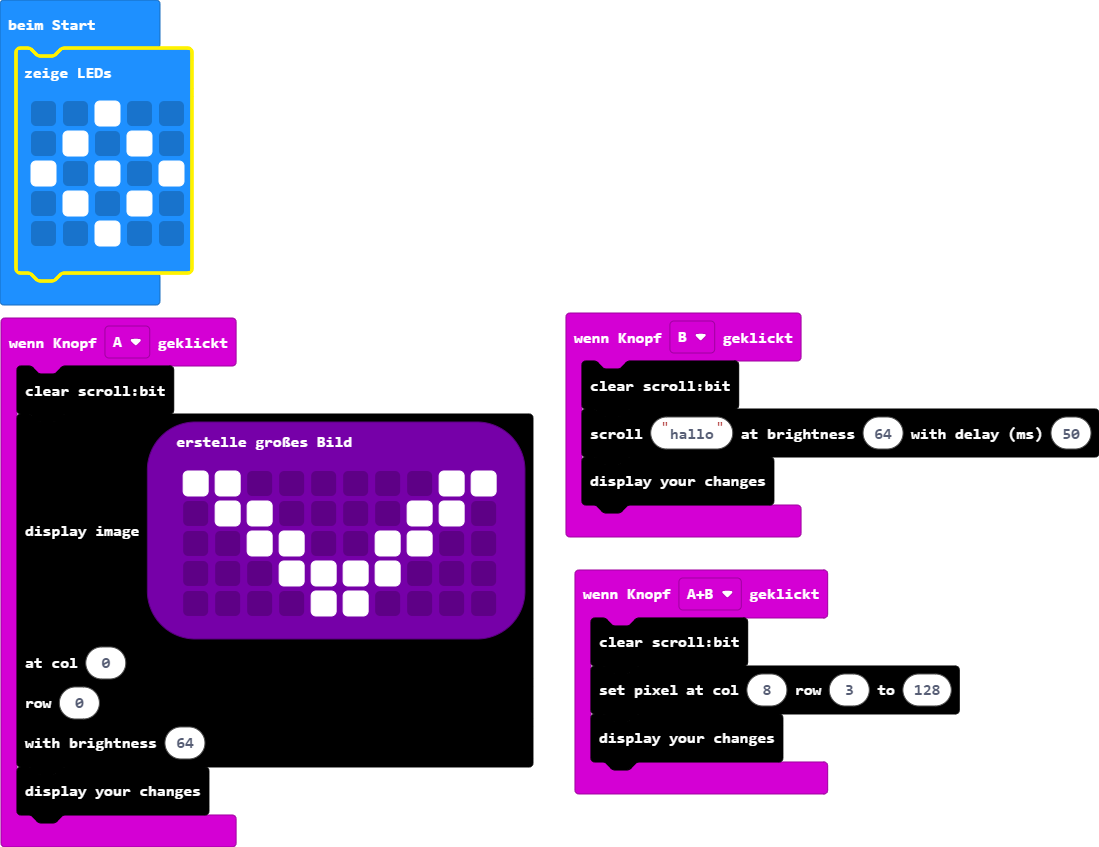 beim Start
zeige LEDs
wenn Knopf A geklickt
clear scroll:bit
erstelle großes Bild
display image
at col 0
row 0
with brightness 64
display your changes
wenn Knopf B geklickt
clear scroll:bit
scroll "hallo" at brightness 64 with delay (ms) 50
display your changes
wenn Knopf A+B geklickt
clear scroll:bit
set pixel at col 8 row 3 to 128
display your changes